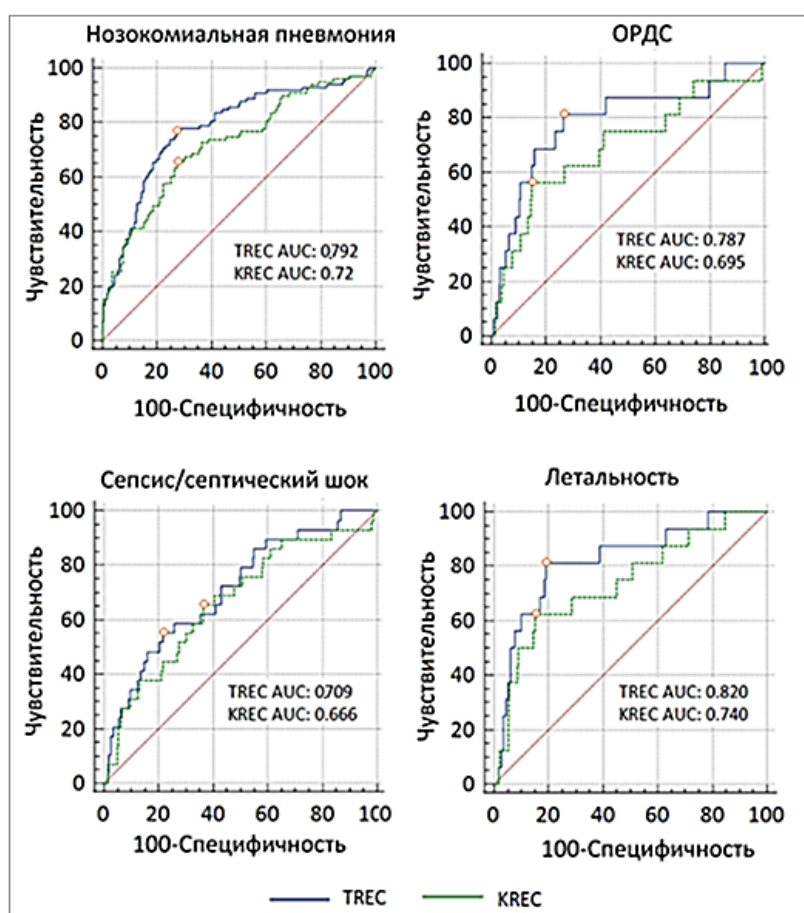 Нозокомиальная пневмония
Чувствительность
100
80
60
40
20
0
TREC AUC: 0,792
KREC AUC: 0.72
0 20 40 60 80 100
100-Специфичность
ОРДС
Чувствительность
100
80
60
40
20
0
TREC AUC: 0.787
KREC AUC: 0.695
0 20 40 60 80 100
100-Специфичность
Сепсис/септический шок
Чувствительность
100
80
60
40
20
0
TREC AUC: 0,709
KREC AUC: 0.666
0 20 40 60 80 100
100-Специфичность
Летальность
Чувствительность
100
80
60
40
20
0
TREC AUC: 0.820
KREC AUC: 0.740
0 20 40 60 80 100
100-Специфичность
TREC KREC